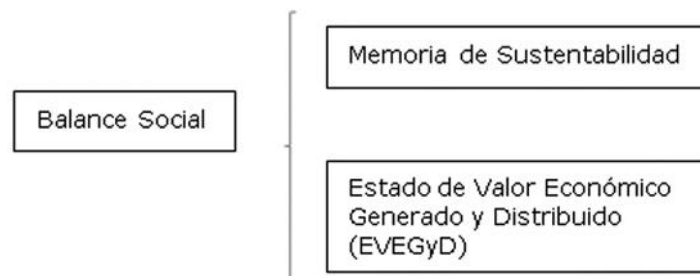 Balance Social
Memoria de Sustentabilidad
Estado de Valor Económico
Generado y Distribuido
(EVEGyD)